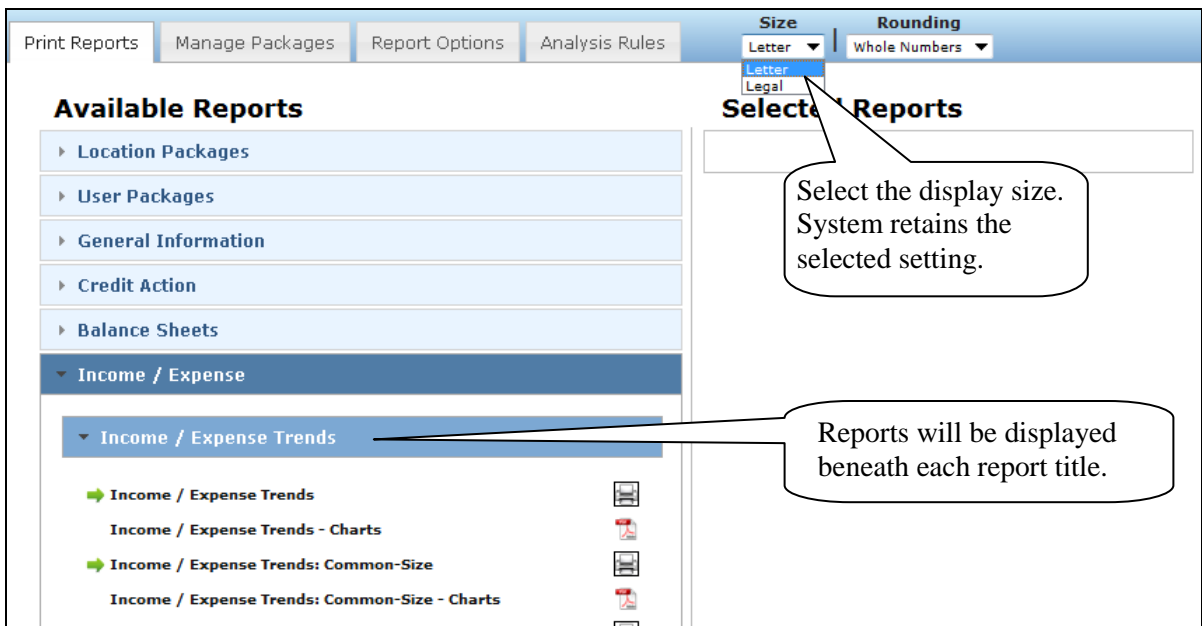 Print Reports
Manage Packages
Report Options
Analysis Rules
Size
Rounding
Letter
Whole Numbers
Letter
Legal
Available Reports
Selected Reports
Location Packages
User Packages
General Information
Credit Action
Balance Sheets
Income / Expense
Select the display size.
System retains the
selected setting.
Income / Expense Trends
Reports will be displayed
beneath each report title.
Income / Expense Trends
Income / Expense Trends - Charts
Income / Expense Trends: Common-Size
Income / Expense Trends: Common-Size - Charts